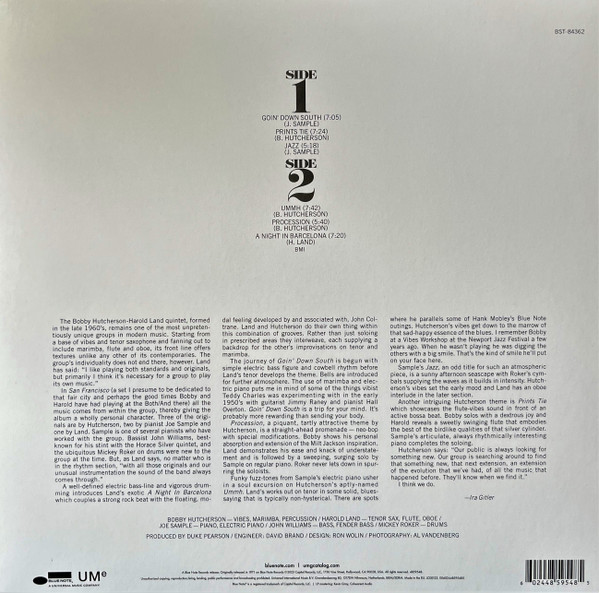 BST-84362
SIDE
1
GOIN' DOWN SOUTH (7:05)
(J. SAMPLE)
PRINTS TIE (7:24)
(B. HUTCHERSON)
JAZZ (5:18)
(J. SAMPLE)
SIDE
2
UMMH (7:42)
(B. HUTCHERSON)
PROCESSION (5:40)
(B. HUTCHERSON)
A NIGHT IN BARCELONA (7:20)
(H. LAND)
BMI
The Bobby Hutcherson-Harold Land quintet, formed
in the late 1960's, remains one of the most unpreten-
tiously unique groups in modern music. Starting from
a base of vibes and tenor saxophone and fanning out to
include marimba, flute and oboe, its front line offers
textures unlike any other of its contemporaries. The
group's individuality does not end there, however. Land
has said: "I like playing both standards and originals,
but primarily I think it's necessary for a group to play
its own music."
In San Francisco (a set I presume to be dedicated to
that fair city and perhaps the good times Bobby and
Harold have had playing at the Both/And there) all the
music comes from within the group, thereby giving the
album a wholly personal character. Three of the orig-
inals are by Hutcherson, two by pianist Joe Sample and
one by Land. Sample is one of several pianists who have
worked with the group. Bassist John Williams, best-
known for his stint with the Horace Silver quintet, and
the ubiquitous Mickey Roker on drums were new to the
group at the time. But, as Land says, no matter who is
in the rhythm section, "with all those originals and our
unusual instrumentation the sound of the band always
comes through."
A well-defined electric bass-line and vigorous drum-
ming introduces Land's exotic A Night In Barcelona
which couples a strong rock beat with the floating, mo-
dal feeling developed by and associated with, John Col-
trane. Land and Hutcherson do their own thing within
this combination of grooves. Rather than just soloing
in prescribed areas they interweave, each supplying a
backdrop for the other's improvisations on tenor and
marimba.
The journey of Goin' Down South is begun with
simple electric bass figure and cowbell rhythm before
Land's tenor develops the theme. Bells are introduced
for further atmosphere. The use of marimba and elec-
tric piano puts me in mind of some of the things vibist
Teddy Charles was experimenting with in the early
1950's with guitarist Jimmy Raney and pianist Hall
Overton. Goin' Down South is a trip for your mind. It's
probably more rewarding than sending your body.
Procession, a piquant, tartly attractive theme by
Hutcherson, is a straight-ahead promenade — neo-bop
with special modifications. Bobby shows his personal
absorption and extension of the Milt Jackson inspiration.
Land demonstrates his ease and knack of understate-
ment and is followed by a sweeping, surging solo by
Sample on regular piano. Roker never lets down in spur-
ring the soloists.
Funky fuzz-tones from Sample's electric piano usher
in a soul excursion on Hutcherson's aptly-named
Ummh. Land's works out on tenor in some solid, blues-
saying that is typically non-hysterical. There are spots
where he parallels some of Hank Mobley's Blue Note
outings. Hutcherson's vibes get down to the marrow of
that sad-happy essence of the blues. I remember Bobby
at a Vibes Workshop at the Newport Jazz Festival a few
years ago. When he wasn't playing he was digging the
others with a big smile. That's the kind of smile he'll put
on your face here.
Sample's Jazz, an odd title for such an atmospheric
piece, is a sunny afternoon seascape with Roker's cym-
bals supplying the waves as it builds in intensity. Hutch-
erson's vibes set the early mood and Land has an oboe
interlude in the later section.
Another intriguing Hutcherson theme is Prints Tie
which showcases the flute-vibes sound in front of an
active bossa beat. Bobby solos with a dextrous joy and
Harold reveals a sweetly swinging flute that embodies
the best of the birdlike qualities of that silver cylinder.
Sample's articulate, always rhythmically interesting
piano completes the soloing.
Hutcherson says: "Our public is always looking for
something new. Our group is searching around to find
that something new, that next extension, an extension
of the evolution that we've had, of all the music that
happened before. They'll know when we find it."
I think we do.
—Ira Gitler
BOBBY HUTCHERSON — VIBES, MARIMBA, PERCUSSION / HAROLD LAND — TENOR SAX, FLUTE, OBOE /
JOE SAMPLE — PIANO, ELECTRIC PIANO / JOHN WILLIAMS — BASS, FENDER BASS / MICKEY ROKER — DRUMS
PRODUCED BY DUKE PEARSON / ENGINEER: DAVID BRAND / DESIGN: RON WOLIN / PHOTOGRAPHY: AL VANDENBERG
BLUE NOTE
A UNIVERSAL MUSIC COMPANY
UMe
bluenote.com | umgcatalog.com
6 02448 59548 5